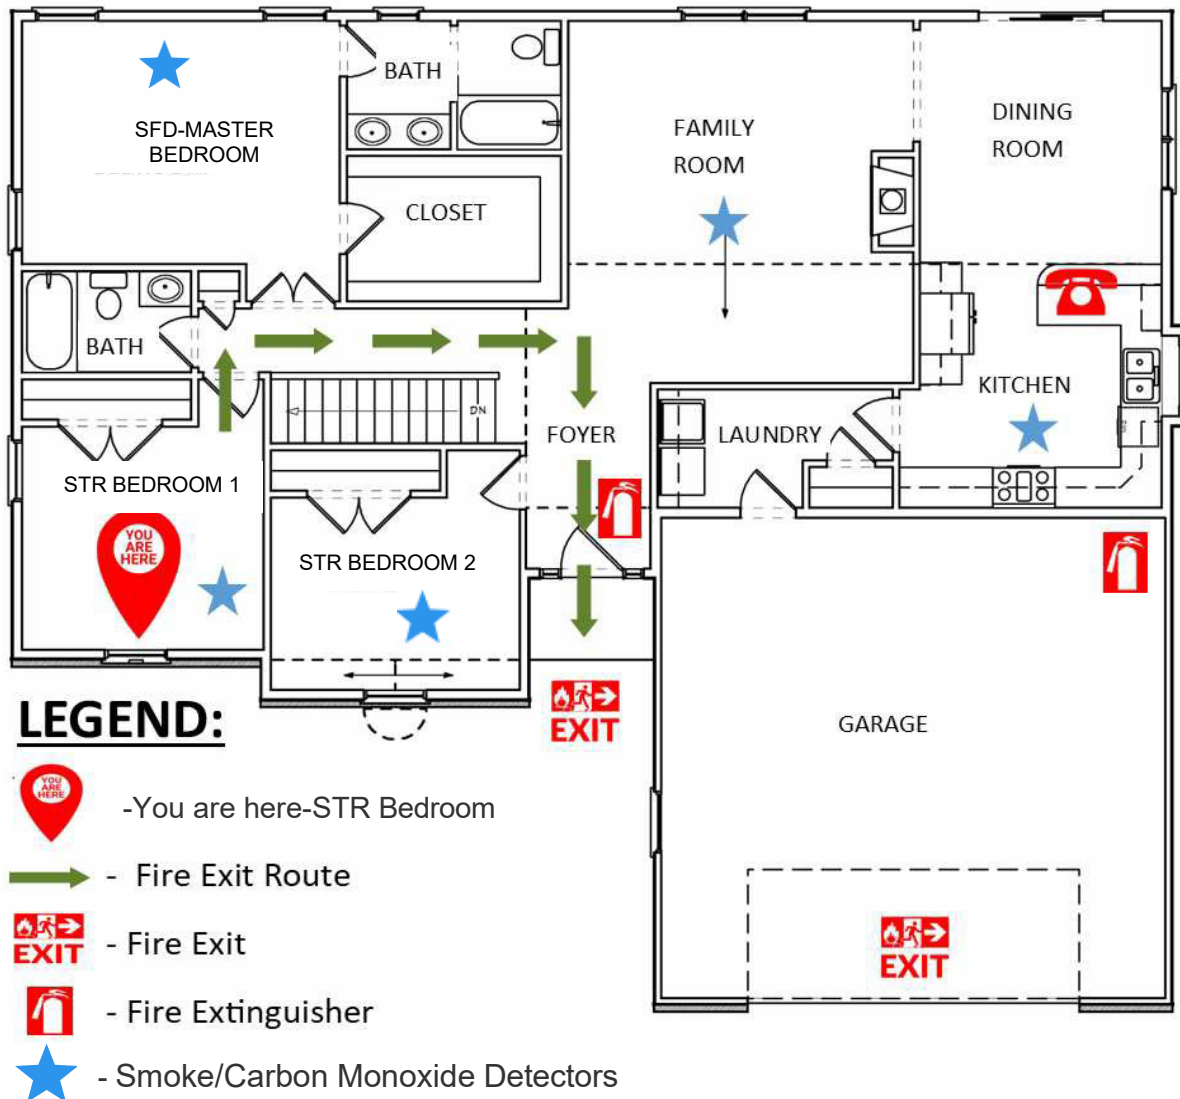 SFD-MASTER
BEDROOM
BATH
CLOSET
FAMILY
ROOM
DINING
ROOM
BATH
KITCHEN
DN
FOYER
LAUNDRY
STR BEDROOM 1
YOU
ARE
HERE
STR BEDROOM 2
EXIT
GARAGE
EXIT
LEGEND:
YOU
ARE
HERE
-You are here-STR Bedroom
- Fire Exit Route
EXIT
- Fire Exit
- Fire Extinguisher
- Smoke/Carbon Monoxide Detectors